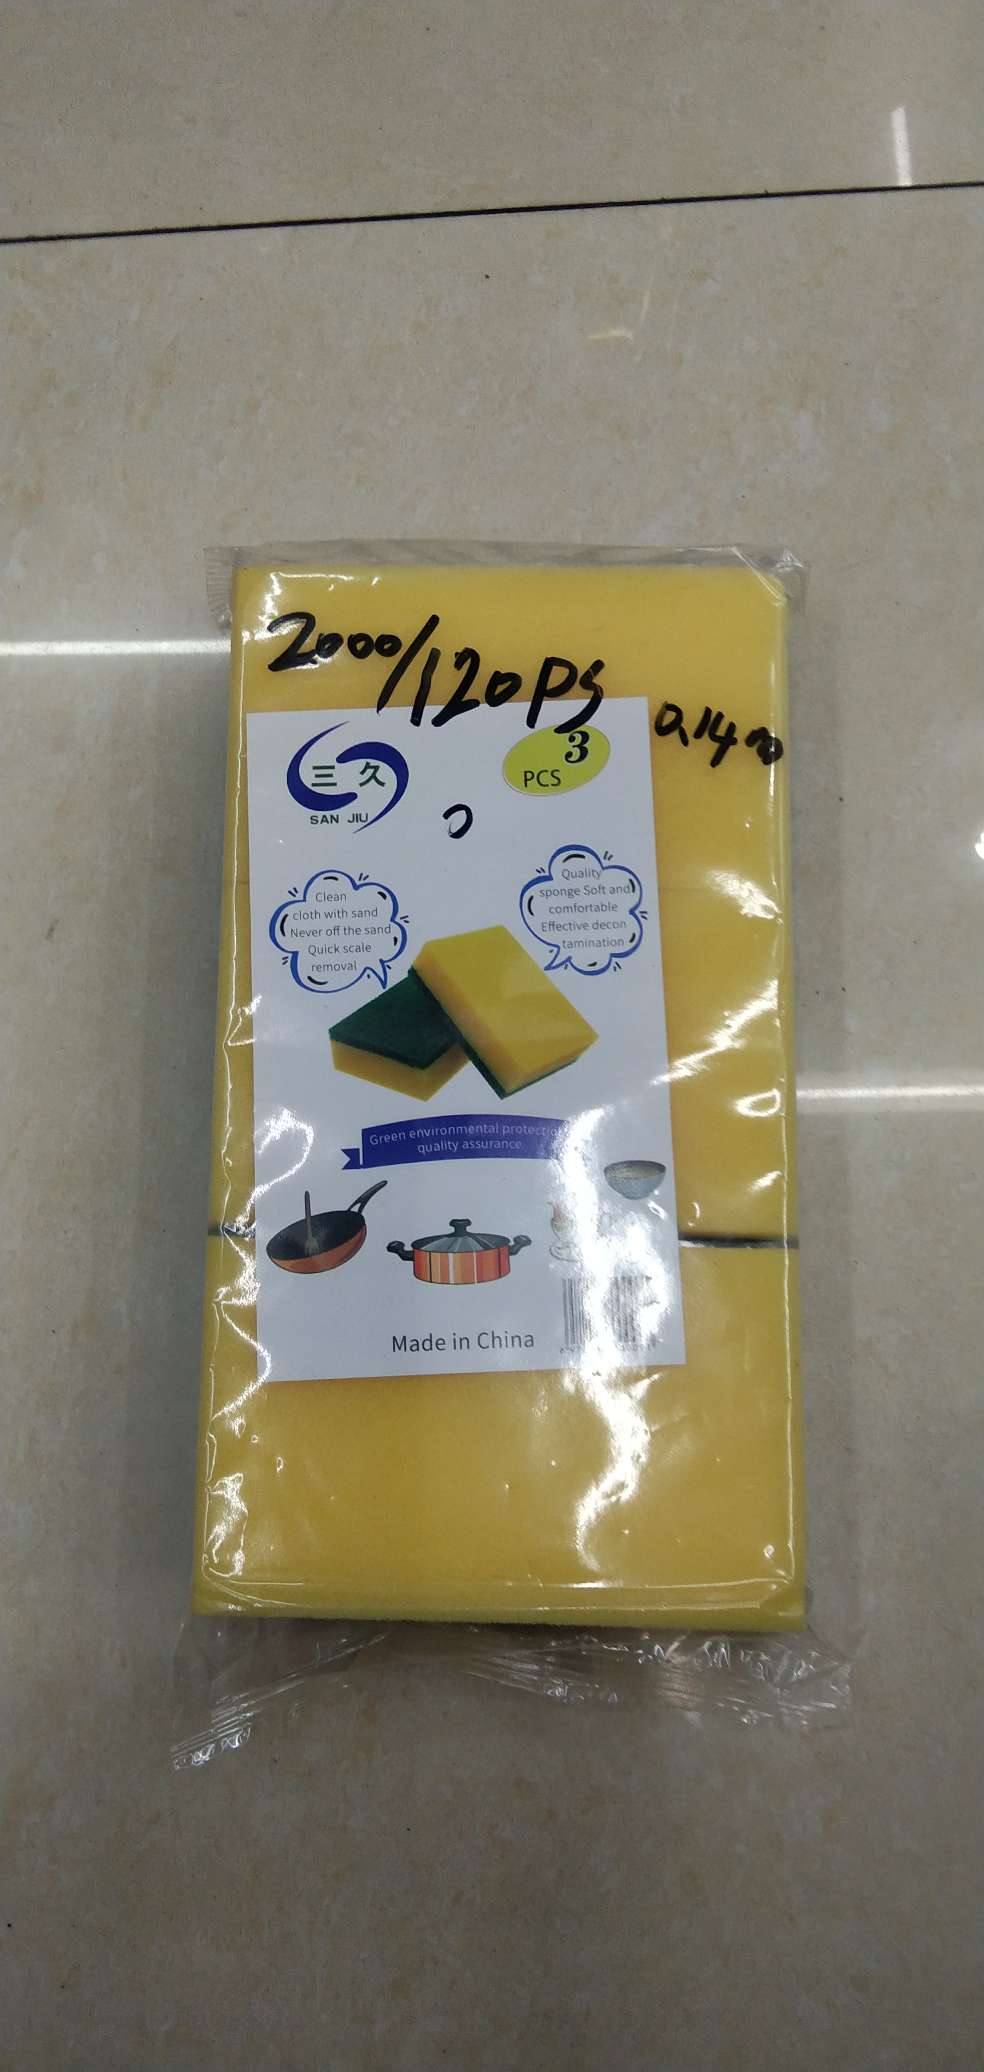 2000/120PS
0.14m
三久
SAN JIU
3
PCS
Clean
cloth with sand
Never off the sand
Quick scale
removal
Quality
sponge Soft and
comfortable
Effective decon
tamination
Green environmental protection
quality assurance
Made in China